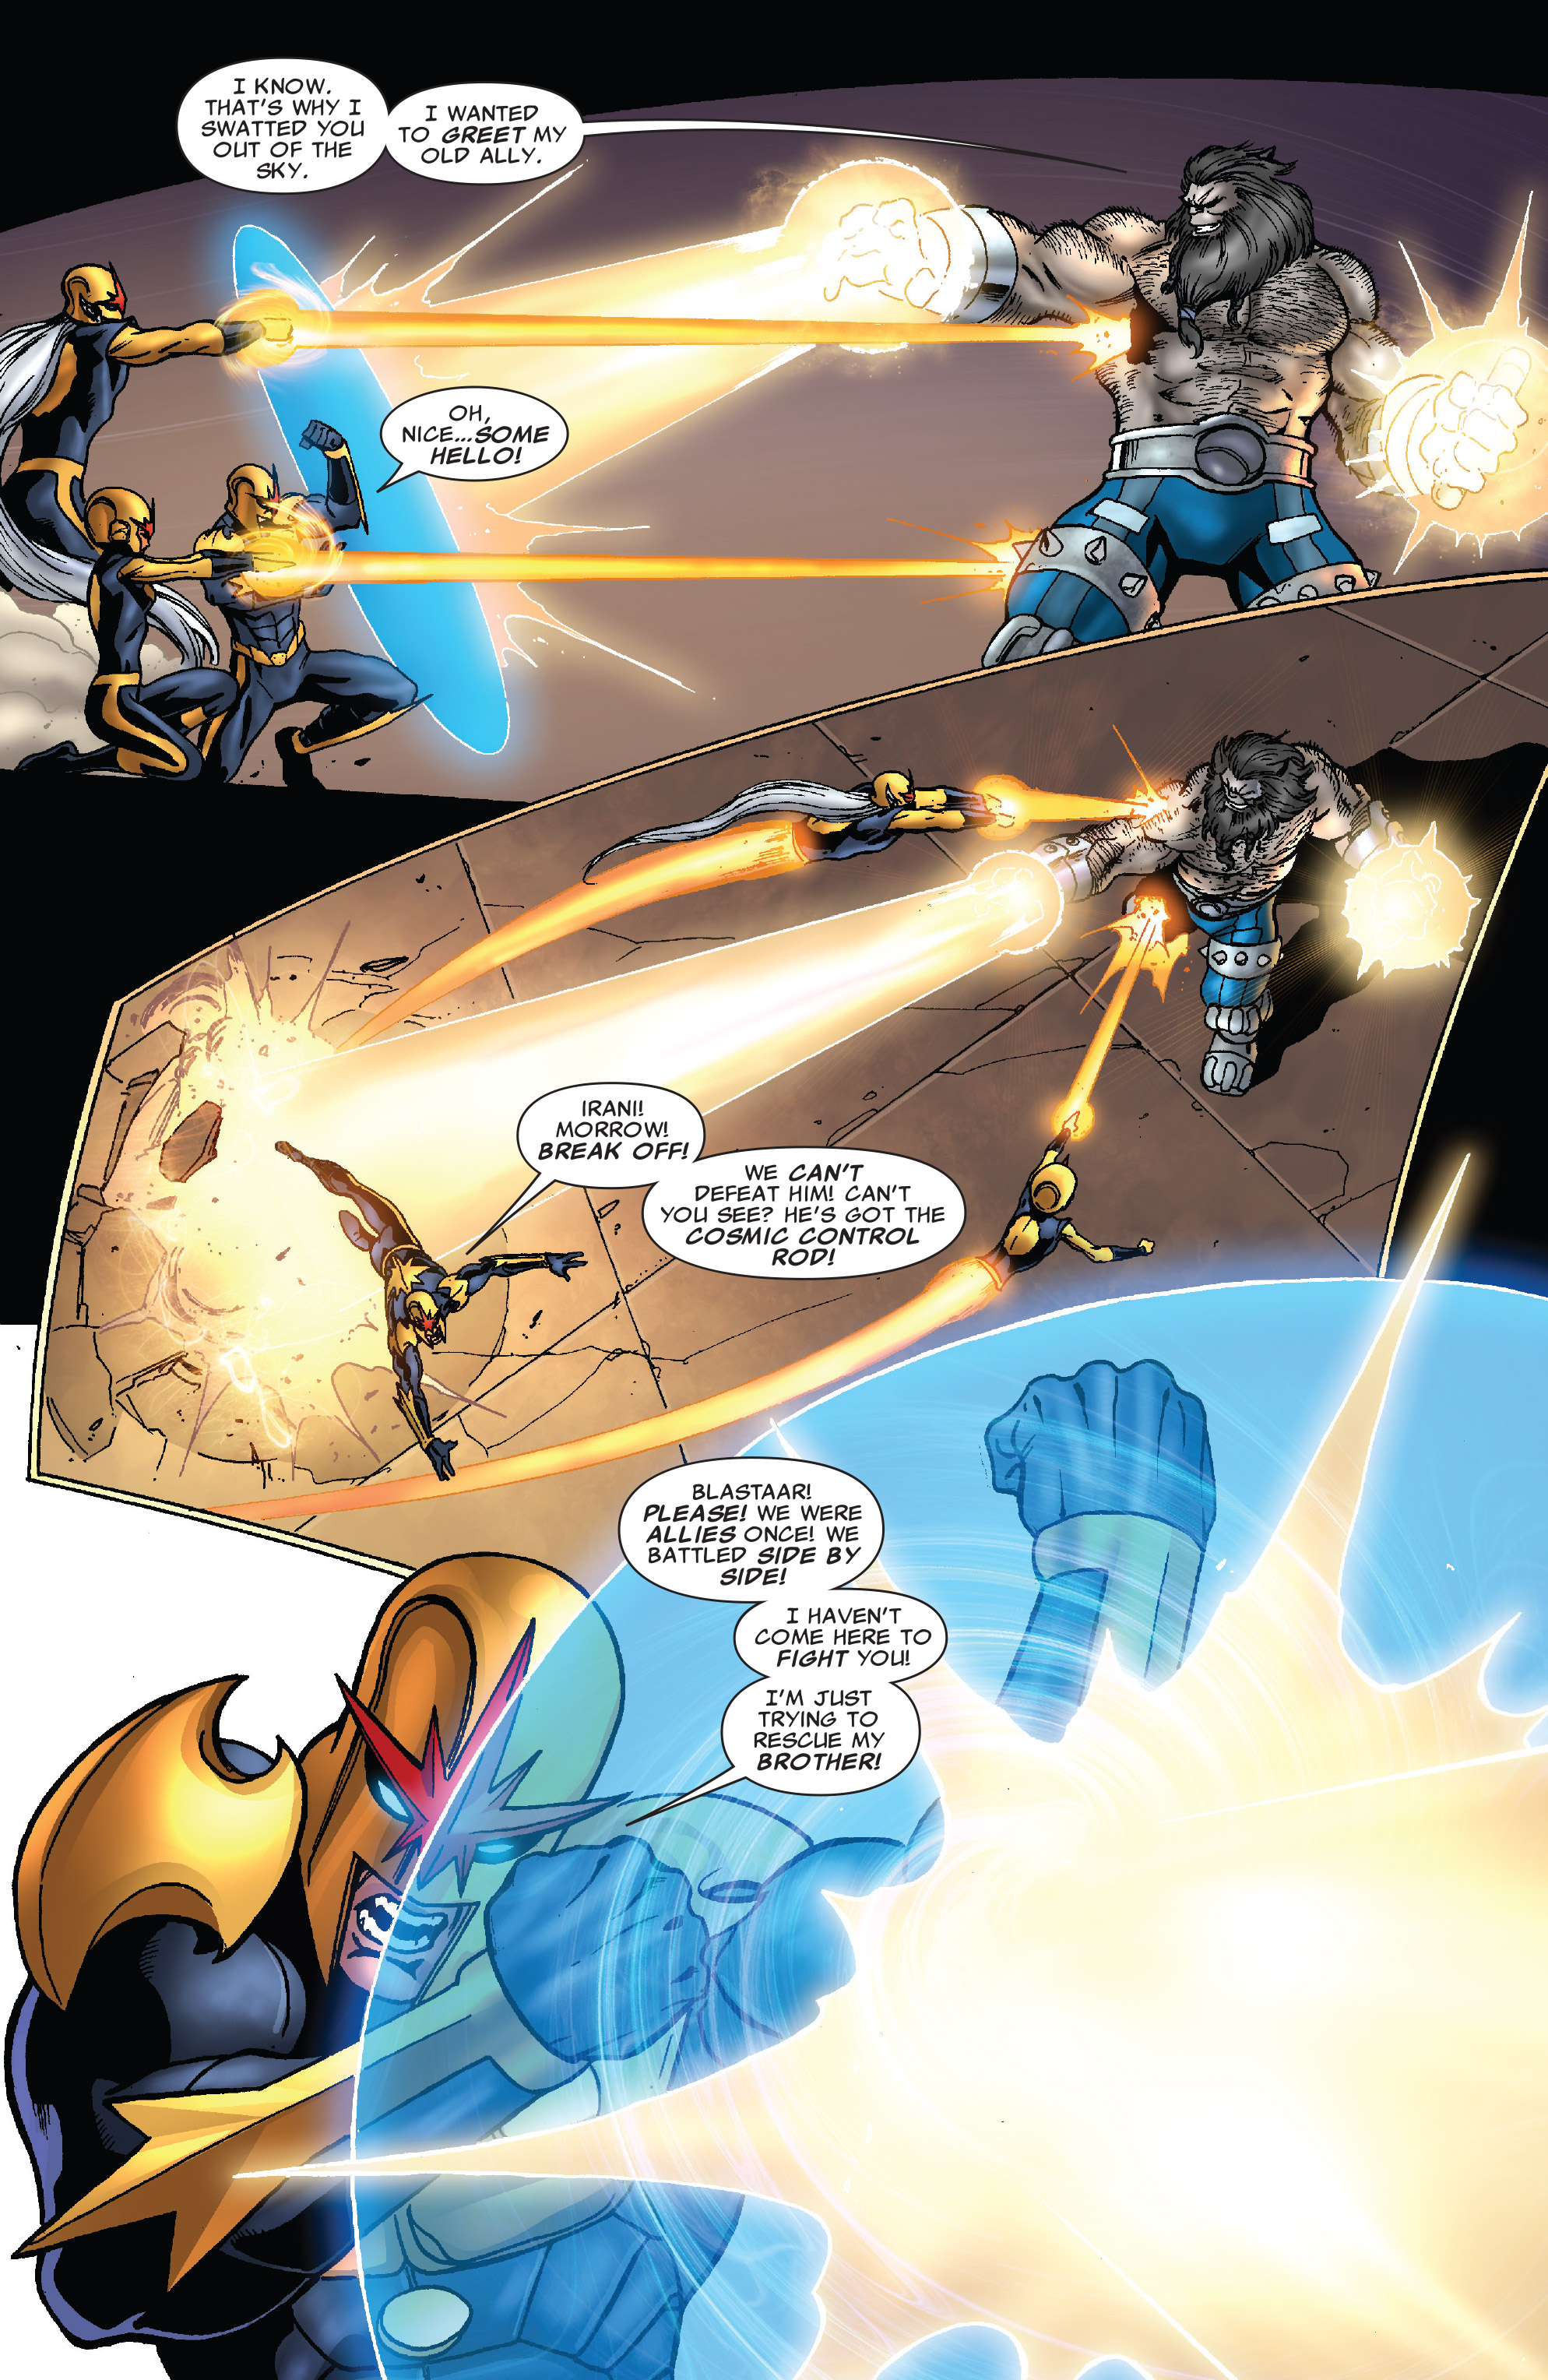 I KNOW.
THAT'S WHY I
SWATTED YOU
OUT OF THE
SKY.
I WANTED
TO GREET MY
OLD ALLY.
OH,
NICE...SOME
HELLO!
IRANI!
MORROW!
BREAK OFF!
WE CAN'T
DEFEAT HIM! CAN'T
YOU SEE? HE'S GOT THE
COSMIC CONTROL
ROD!
BLASTAAR!
PLEASE! WE WERE
ALLIES ONCE! WE
BATTLED SIDE BY
SIDE!
I HAVEN'T
COME HERE TO
FIGHT YOU!
I'M JUST
TRYING TO
RESCUE MY
BROTHER!